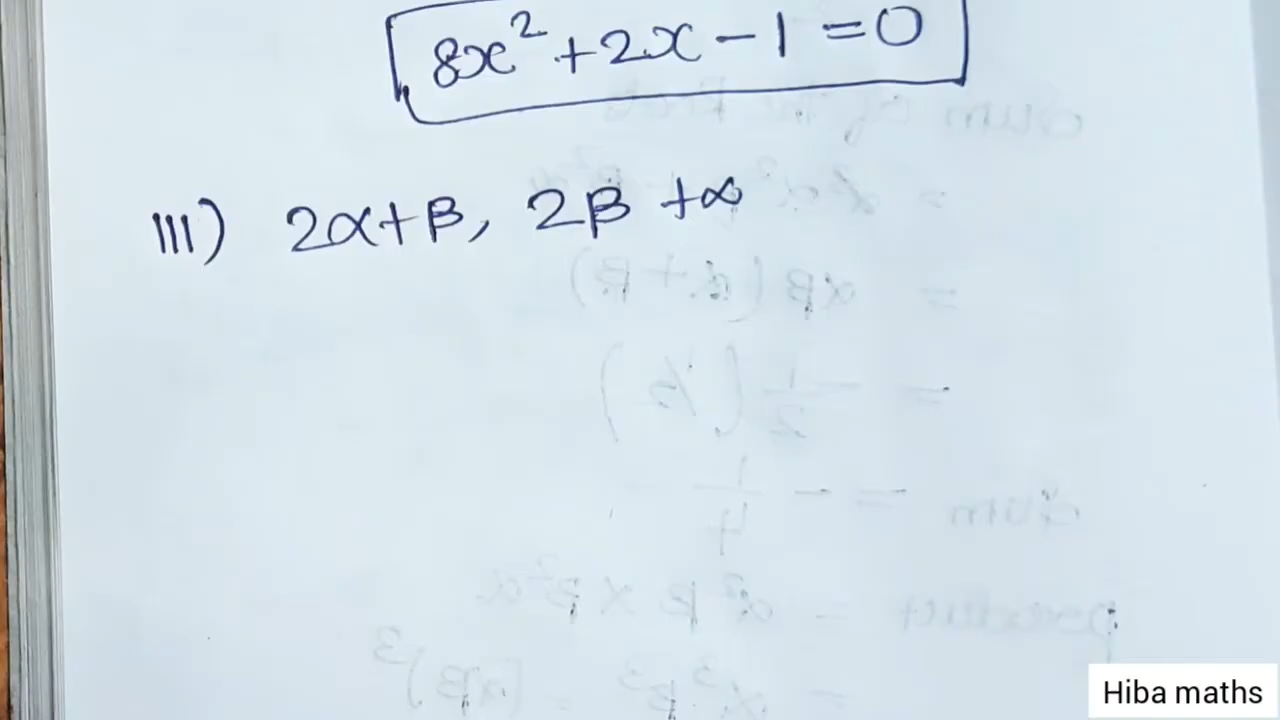 8x² + 2x - 1 = 0
III) 2α+β, 2β +α
Hiba maths